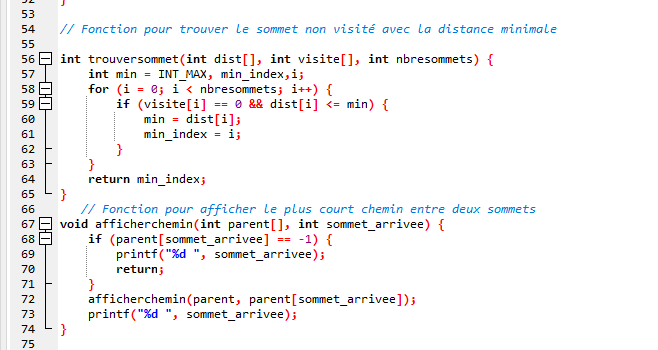 52 }
53
54 // Fonction pour trouver le sommet non visité avec la distance minimale
55
56 int trouversommet(int dist[], int visite[], int nbresommets) {
57 int min = INT_MAX, min_index,i;
58 for (i = 0; i < nbresommets; i++) {
59 if (visite[i] == 0 && dist[i] <= min) {
60 min = dist[i];
61 min_index = i;
62 }
63 }
64 return min_index;
65 }
66 // Fonction pour afficher le plus court chemin entre deux sommets
67 void afficherchemin(int parent[], int sommet_arrivee) {
68 if (parent[sommet_arrivee] == -1) {
69 printf("%d ", sommet_arrivee);
70 return;
71 }
72 afficherchemin(parent, parent[sommet_arrivee]);
73 printf("%d ", sommet_arrivee);
74 }
75